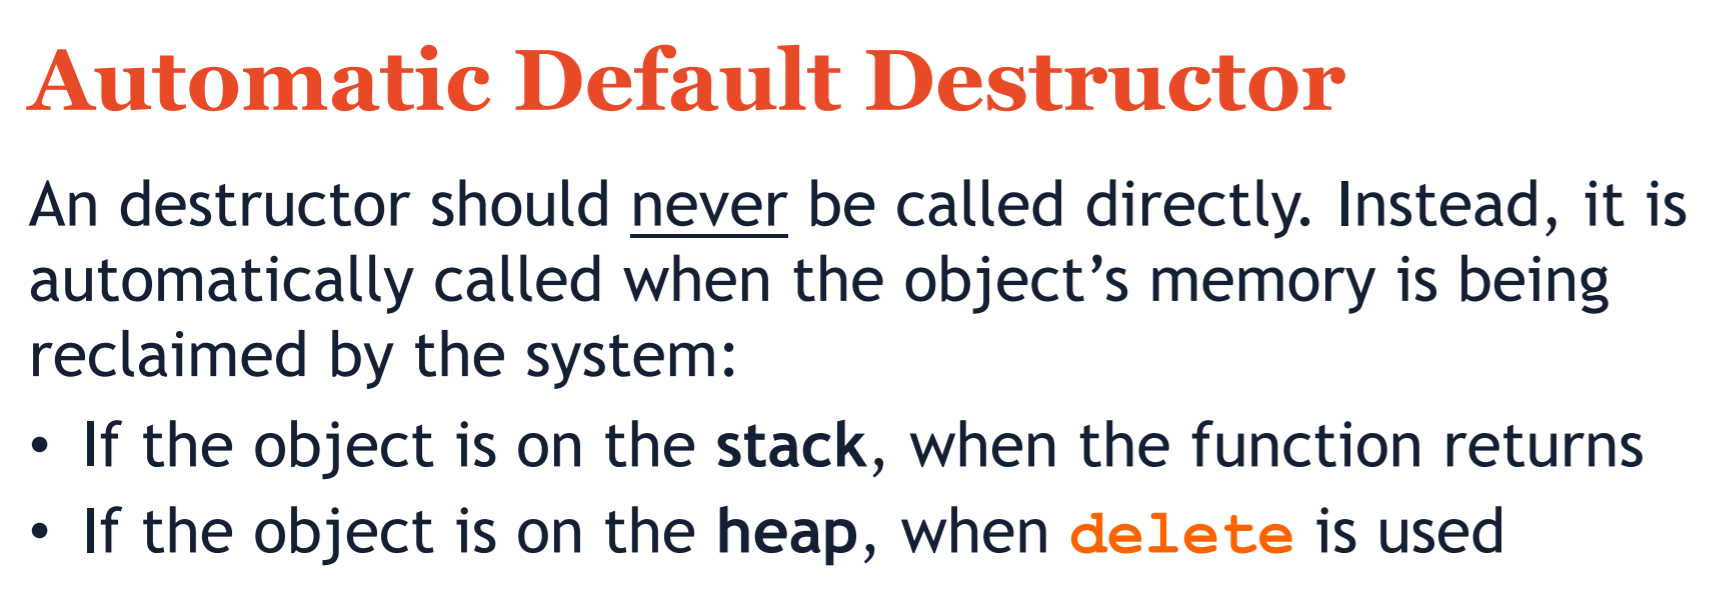 Automatic Default Destructor
An destructor should never be called directly. Instead, it is
automatically called when the object’s memory is being
reclaimed by the system:
• If the object is on the stack, when the function returns
• If the object is on the heap, when delete is used